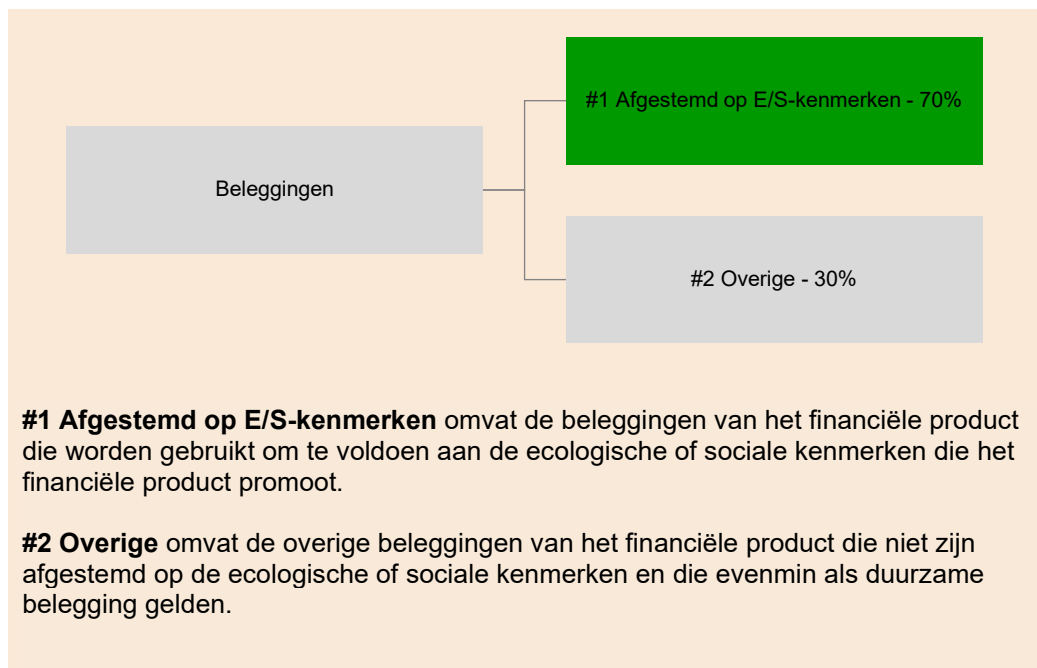 #1 Afgestemd op E/S-kenmerken - 70%
Beleggingen
#2 Overige - 30%
#1 Afgestemd op E/S-kenmerken omvat de beleggingen van het financiële product
die worden gebruikt om te voldoen aan de ecologische of sociale kenmerken die het
financiële product promoot.
#2 Overige omvat de overige beleggingen van het financiële product die niet zijn
afgestemd op de ecologische of sociale kenmerken en die evenmin als duurzame
belegging gelden.